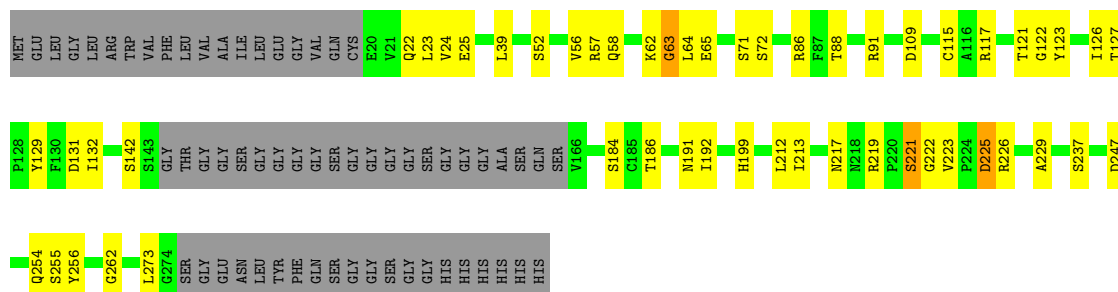 MET GLU LEU GLY LEU ARG TRP VAL PHE LEU VAL ALA ILE LEU GLU GLY VAL GLN CYS E20 V21 Q22 L23 V24 E25 L39 S52 V56 R57 Q58 K62 G63 L64 E65 S71 S72 R86 F87 T88 R91 D109 C115 A116 R117 T121 G122 Y123 I126 T127
P128 Y129 F130 D131 I132 S142 S143 GLY THR GLY GLY SER GLY GLY GLY GLY SER GLY GLY GLY GLY SER GLY GLY GLY GLY ALA SER GLN SER V166 S184 C185 T186 N191 I192 H199 L212 I213 N217 N218 R219 P220 S221 G222 V223 P224 D225 R226 A229 S237 D247
Q254 S255 Y256 G262 L273 G274 SER GLY GLU ASN LEU TYR PHE GLN SER GLY GLY SER GLY GLY HIS HIS HIS HIS HIS HIS